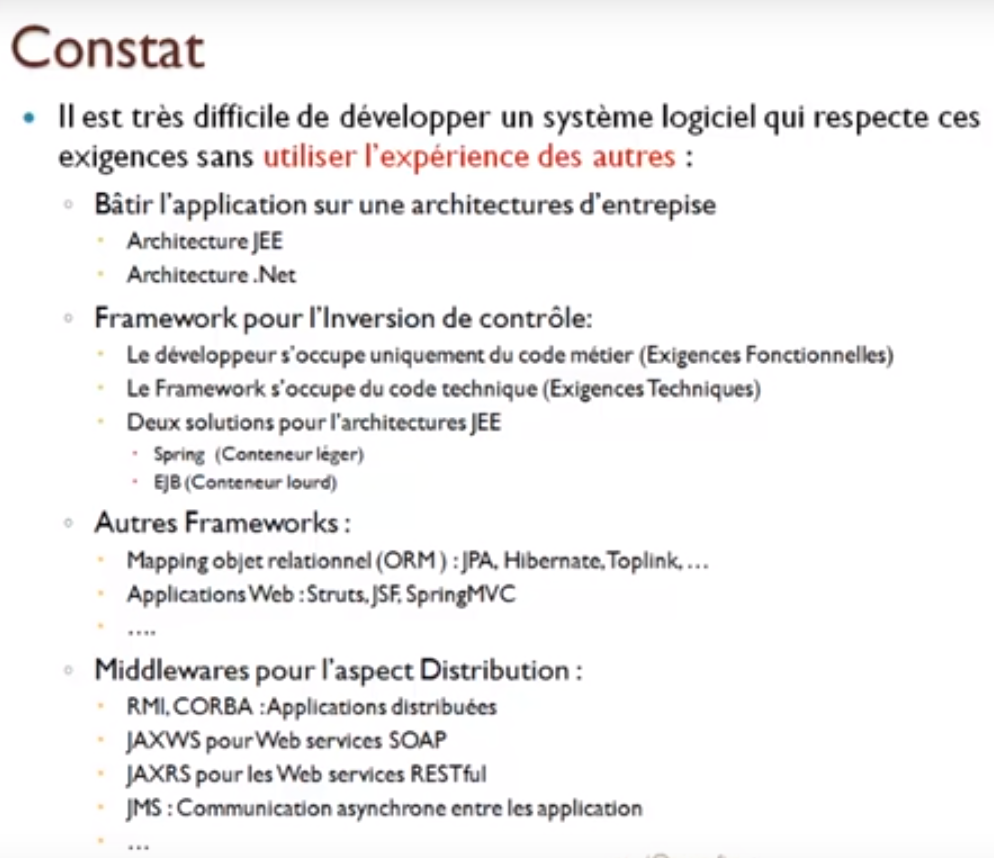 Constat
• Il est très difficile de développer un système logiciel qui respecte ces
exigences sans utiliser l'expérience des autres :
◦ Bâtir l'application sur une architectures d'entrepise
• Architecture JEE
• Architecture .Net
◦ Framework pour l'Inversion de contrôle:
• Le développeur s'occupe uniquement du code métier (Exigences Fonctionnelles)
• Le Framework s'occupe du code technique (Exigences Techniques)
• Deux solutions pour l'architectures JEE
• Spring (Conteneur léger)
• EJB (Conteneur lourd)
◦ Autres Frameworks :
• Mapping objet relationnel (ORM ) : JPA, Hibernate, Toplink, ...
• Applications Web : Struts, JSF, SpringMVC
• ....
◦ Middlewares pour l'aspect Distribution :
• RMI, CORBA : Applications distribuées
• JAXWS pour Web services SOAP
• JAXRS pour les Web services RESTful
• JMS : Communication asynchrone entre les application
• ...